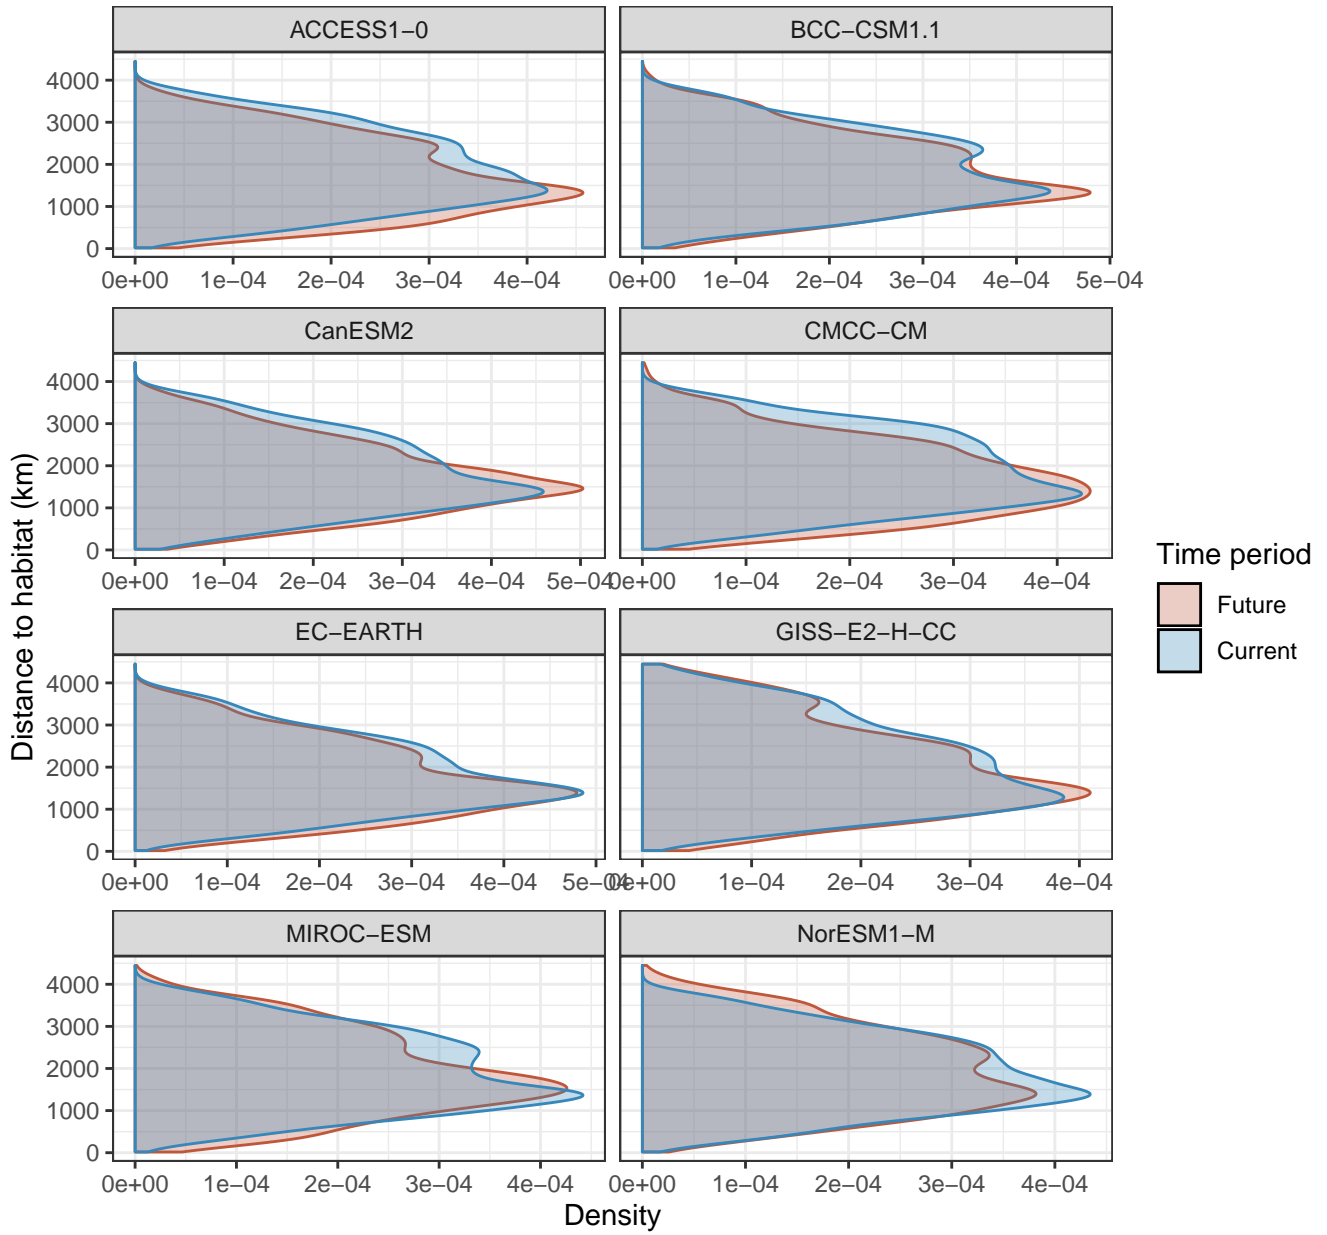 ACCESS1−0
BCC−CSM1.1
4000
3000
2000
1000
0
0e+00 1e−04 2e−04 3e−04 4e−04
0e+00 1e−04 2e−04 3e−04 4e−04 5e−04
CanESM2
CMCC−CM
4000
3000
2000
1000
0
0e+00 1e−04 2e−04 3e−04 4e−04 5e−04
0e+00 1e−04 2e−04 3e−04 4e−04
Distance to habitat (km)
EC−EARTH
GISS−E2−H−CC
4000
3000
2000
1000
0
0e+00 1e−04 2e−04 3e−04 4e−04 5e−04
0e+00 1e−04 2e−04 3e−04 4e−04
MIROC−ESM
NorESM1−M
4000
3000
2000
1000
0
0e+00 1e−04 2e−04 3e−04 4e−04
0e+00 1e−04 2e−04 3e−04 4e−04
Density
Time period
Future
Current